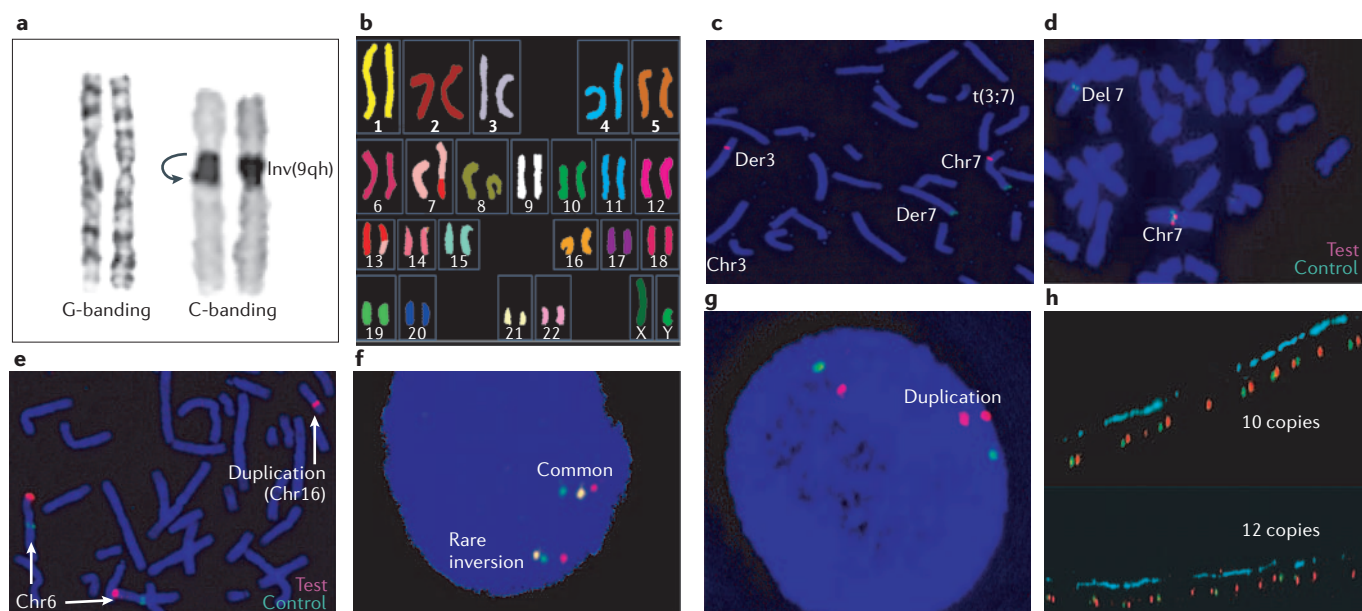 a
Inv(9qh)
G-banding
C-banding
b
1
2
3
4
5
6
7
8
9
10
11
12
13
14
15
16
17
18
19
20
21
22
X
Y
c
t(3;7)
Der3
Chr7
Der7
Chr3
d
Del 7
Chr7
Test
Control
e
Duplication
(Chr16)
Chr6
Test
Control
f
Common
Rare
inversion
g
Duplication
h
10 copies
12 copies